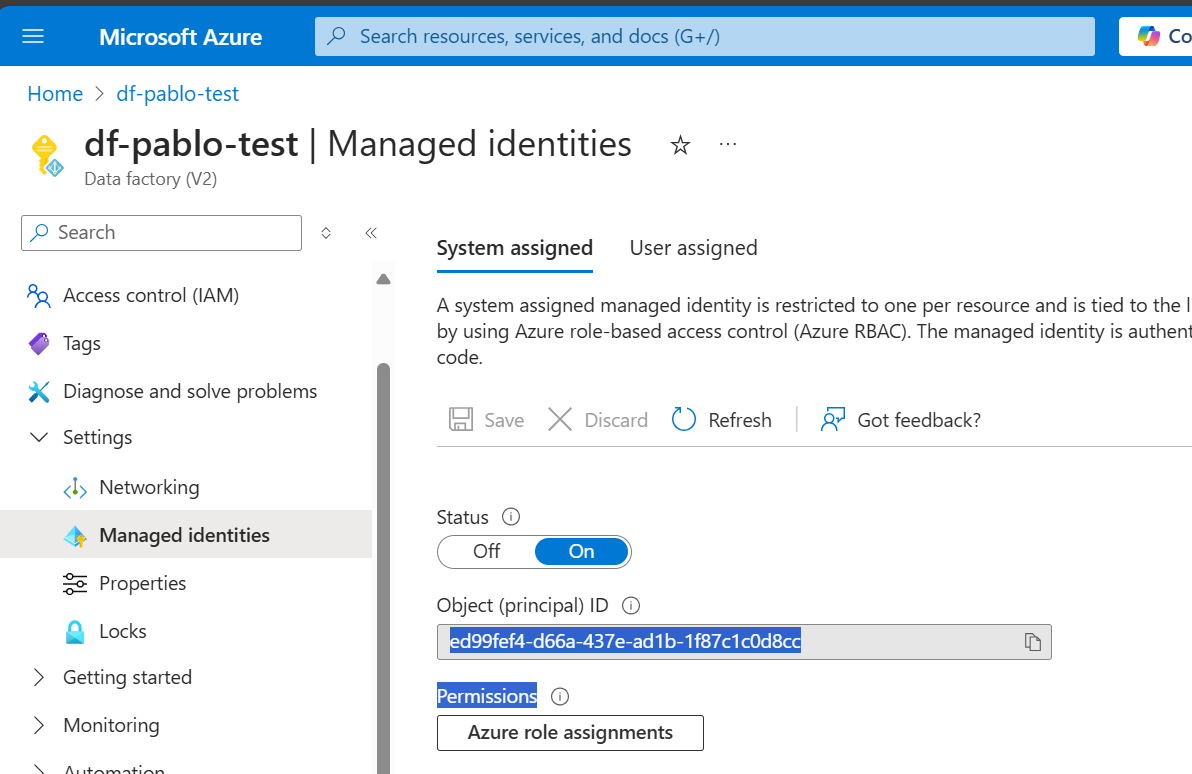 Microsoft Azure
Search resources, services, and docs (G+/)
Co
Home > df-pablo-test
df-pablo-test | Managed identities
Data factory (V2)
Search
Access control (IAM)
Tags
Diagnose and solve problems
Settings
Networking
Managed identities
Properties
Locks
Getting started
Monitoring
Automation
System assigned
User assigned
A system assigned managed identity is restricted to one per resource and is tied to the l
by using Azure role-based access control (Azure RBAC). The managed identity is authent
code.
Save
Discard
Refresh
Got feedback?
Status
Off
On
Object (principal) ID
ed99fef4-d66a-437e-ad1b-1f87c1c0d8cc
Permissions
Azure role assignments